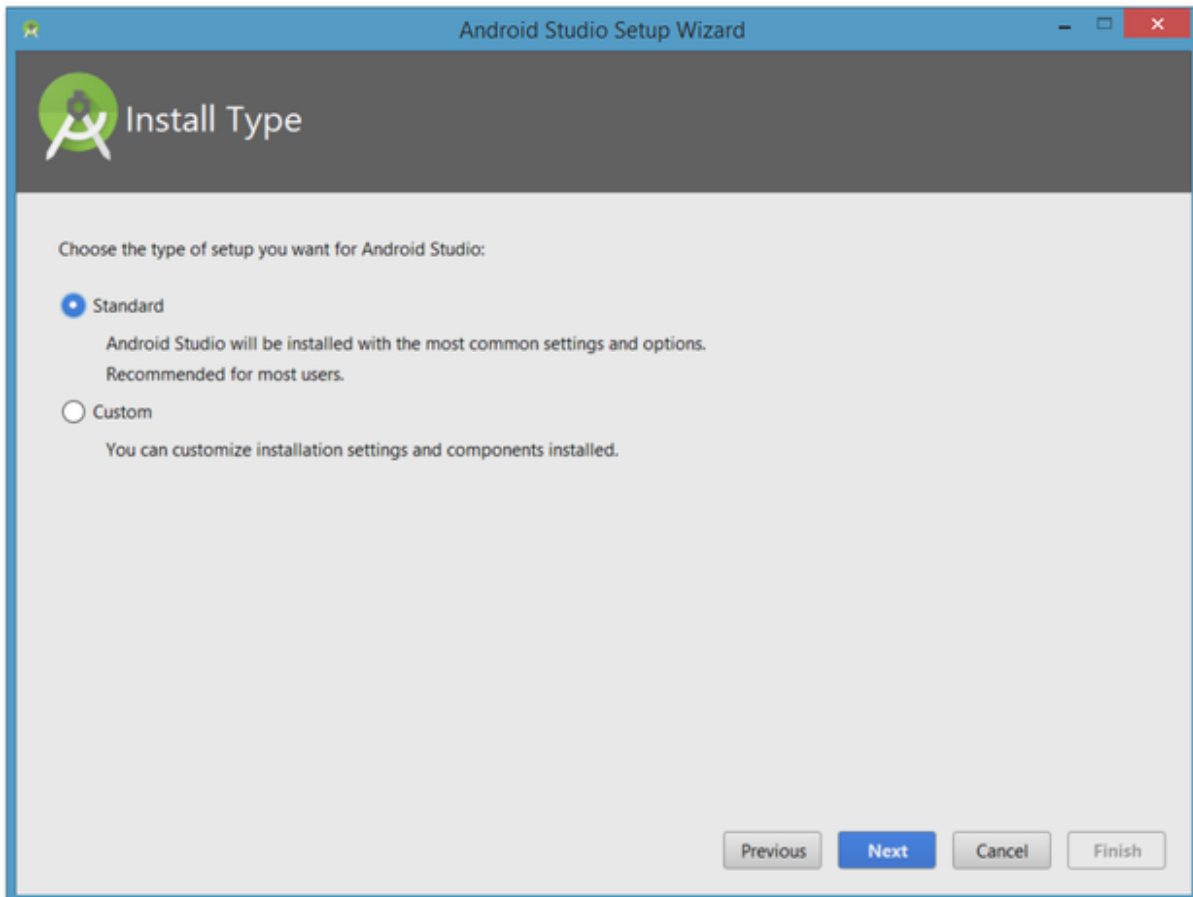 Android Studio Setup Wizard
Install Type
Choose the type of setup you want for Android Studio:
Standard
Android Studio will be installed with the most common settings and options.
Recommended for most users.
Custom
You can customize installation settings and components installed.
Previous Next Cancel Finish